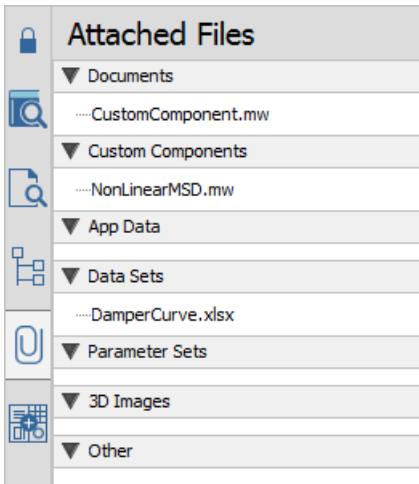 Attached Files
Documents
CustomComponent.mw
Custom Components
NonLinearMSD.mw
App Data
Data Sets
DamperCurve.xlsx
Parameter Sets
3D Images
Other